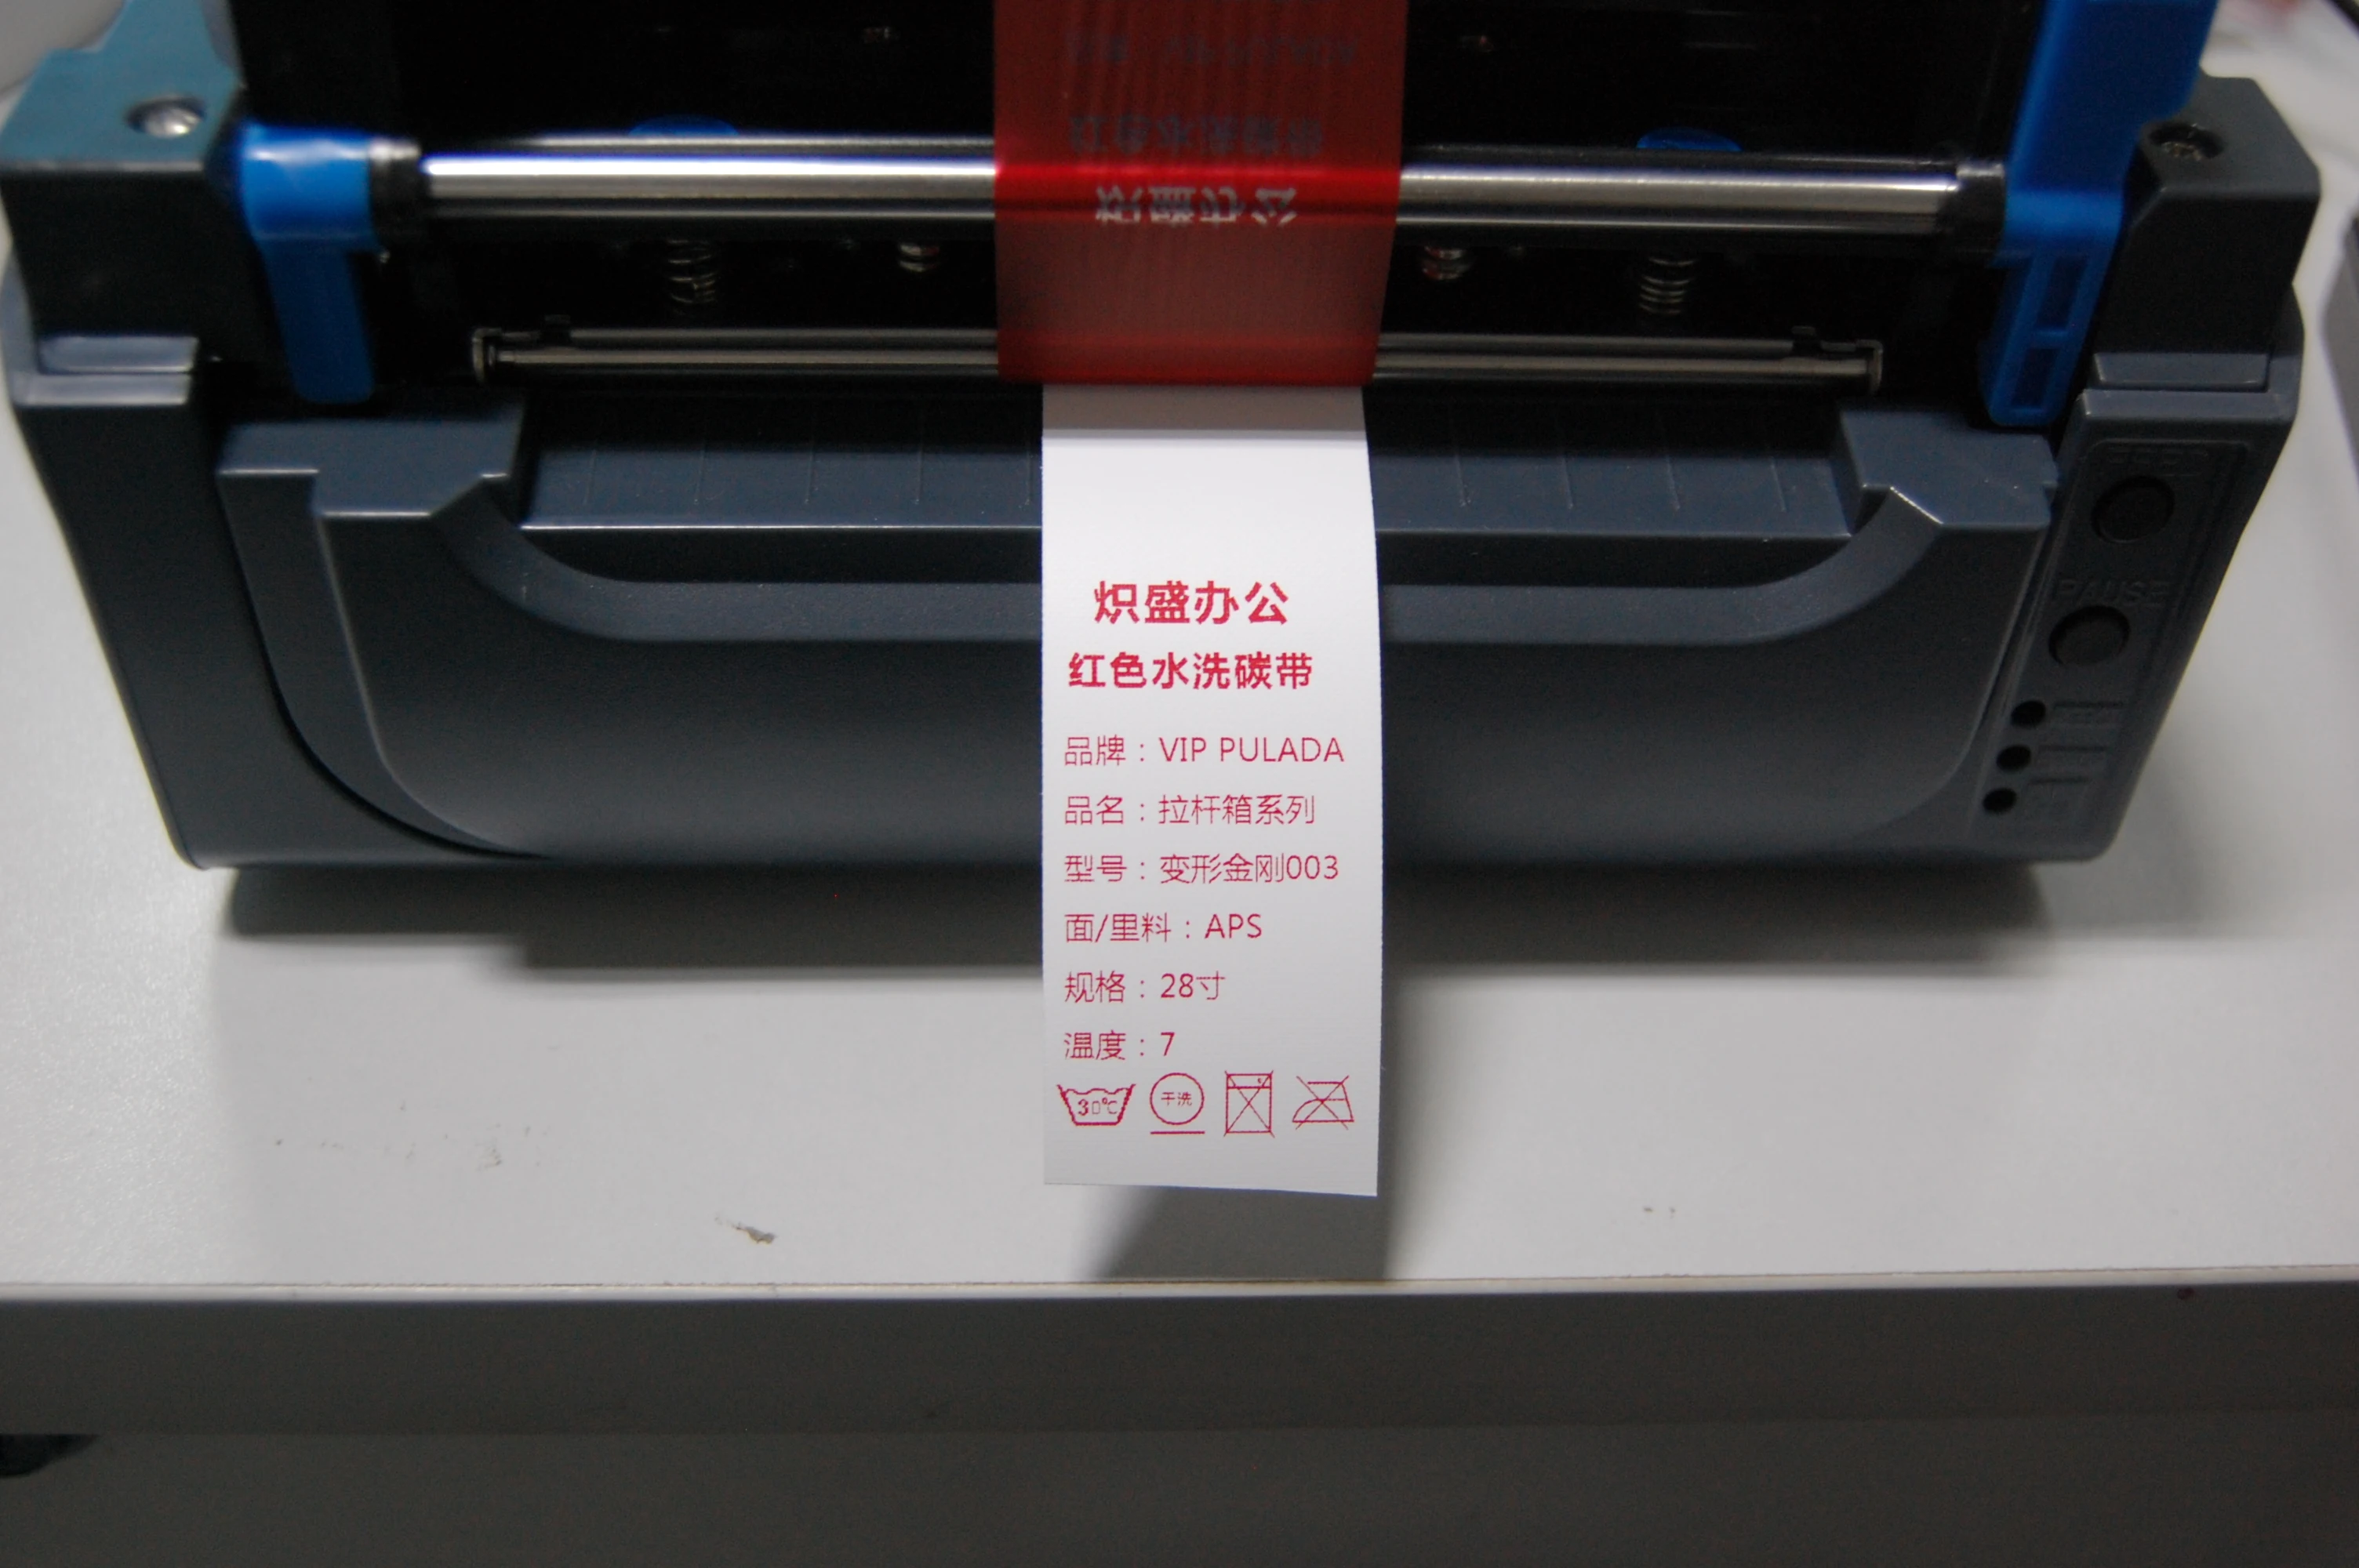 炽盛办公
红色水洗碳带
品牌：VIP PULADA
品名：拉杆箱系列
型号：变形金刚003
面/里料：APS
规格：28寸
温度：7
30℃
干洗
FEED
PAUSE